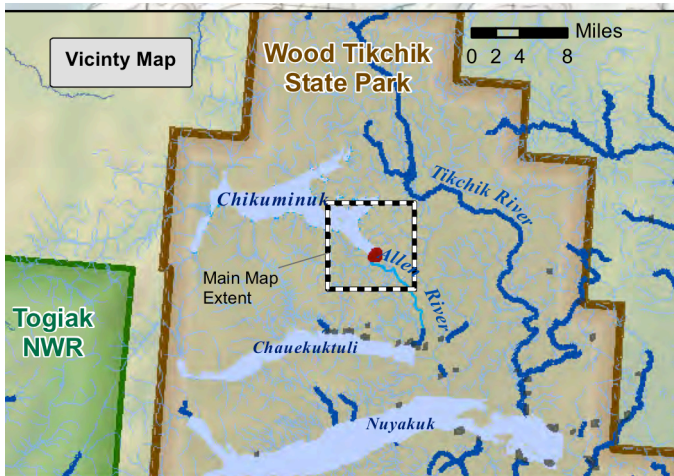 Vicinty Map
Wood Tikchik
State Park
Miles
0 2 4 8
Tikchik River
Chikuminuk
Allen River
Main Map
Extent
Togiak
NWR
Chauekuktuli
Nuyakuk